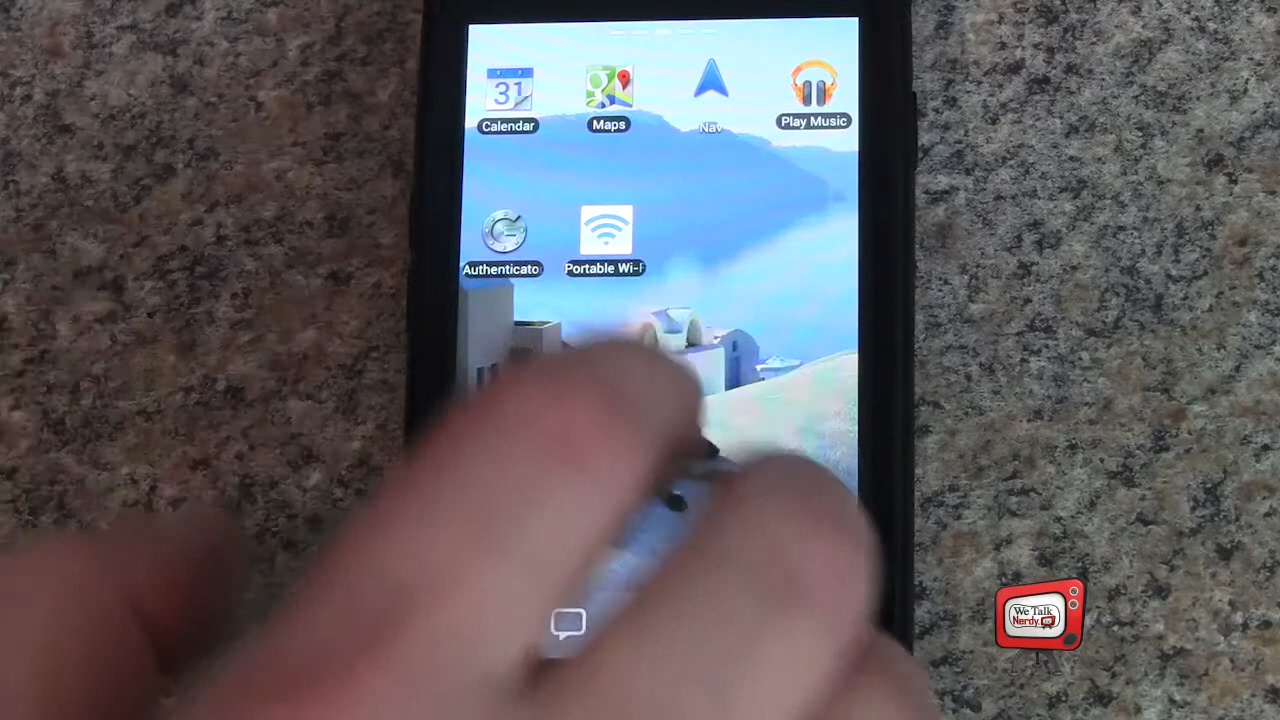 31
Calendar
Maps
Nav
Play Music
Authenticato
Portable Wi-F
We Talk
Nerdy